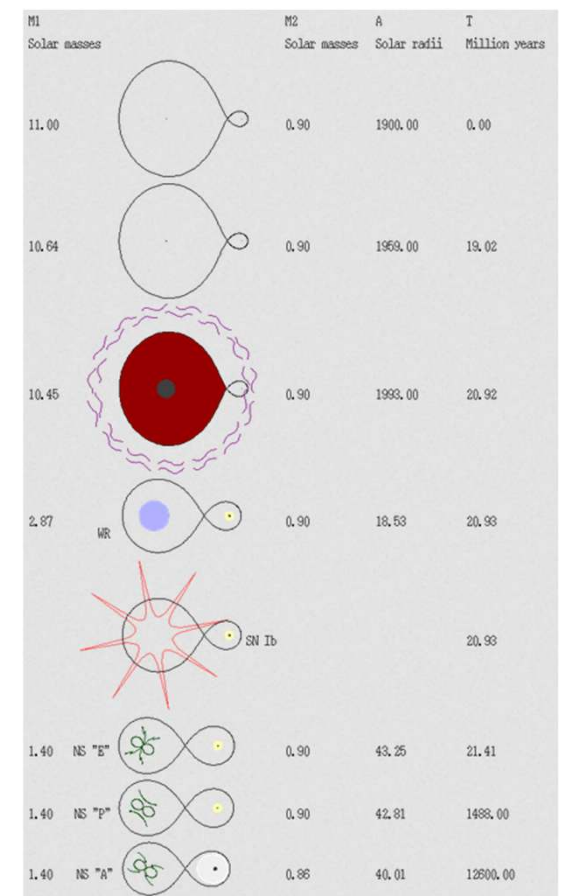 M1 M2 A T
Solar masses Solar masses Solar radii Million years
11.00 0.90 1900.00 0.00
10.64 0.90 1959.00 19.02
10.45 0.90 1993.00 20.92
2.87 WR 0.90 18.53 20.93
SN Ib 20.93
1.40 NS "E" 0.90 43.25 21.41
1.40 NS "P" 0.90 42.81 1488.00
1.40 NS "A" 0.86 40.01 12600.00